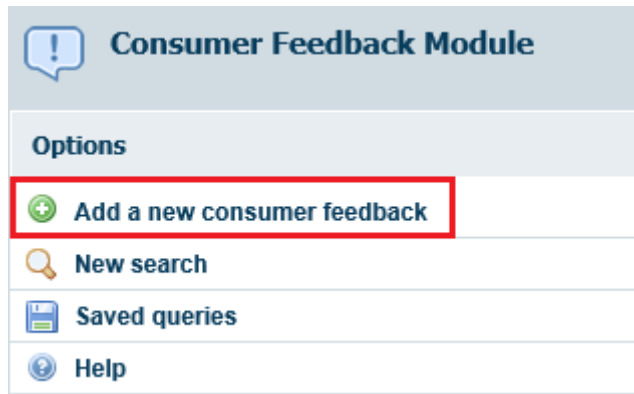 Consumer Feedback Module
Options
Add a new consumer feedback
New search
Saved queries
Help